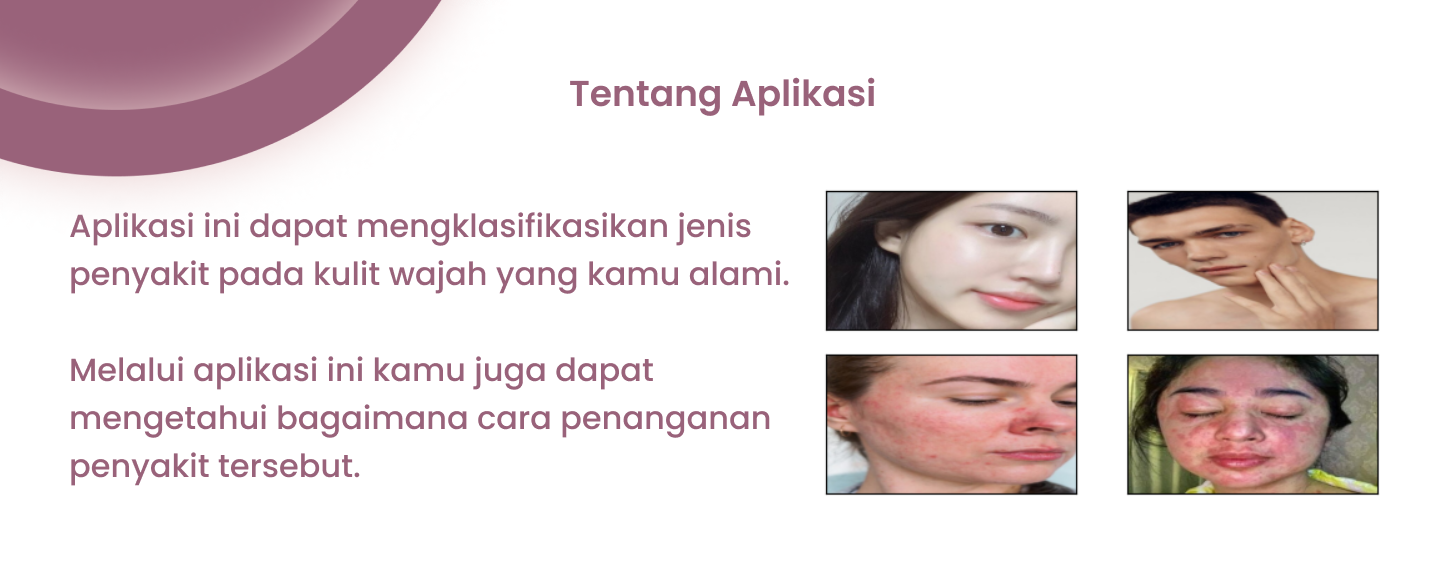 Tentang Aplikasi
Aplikasi ini dapat mengklasifikasikan jenis
penyakit pada kulit wajah yang kamu alami.
Melalui aplikasi ini kamu juga dapat
mengetahui bagaimana cara penanganan
penyakit tersebut.